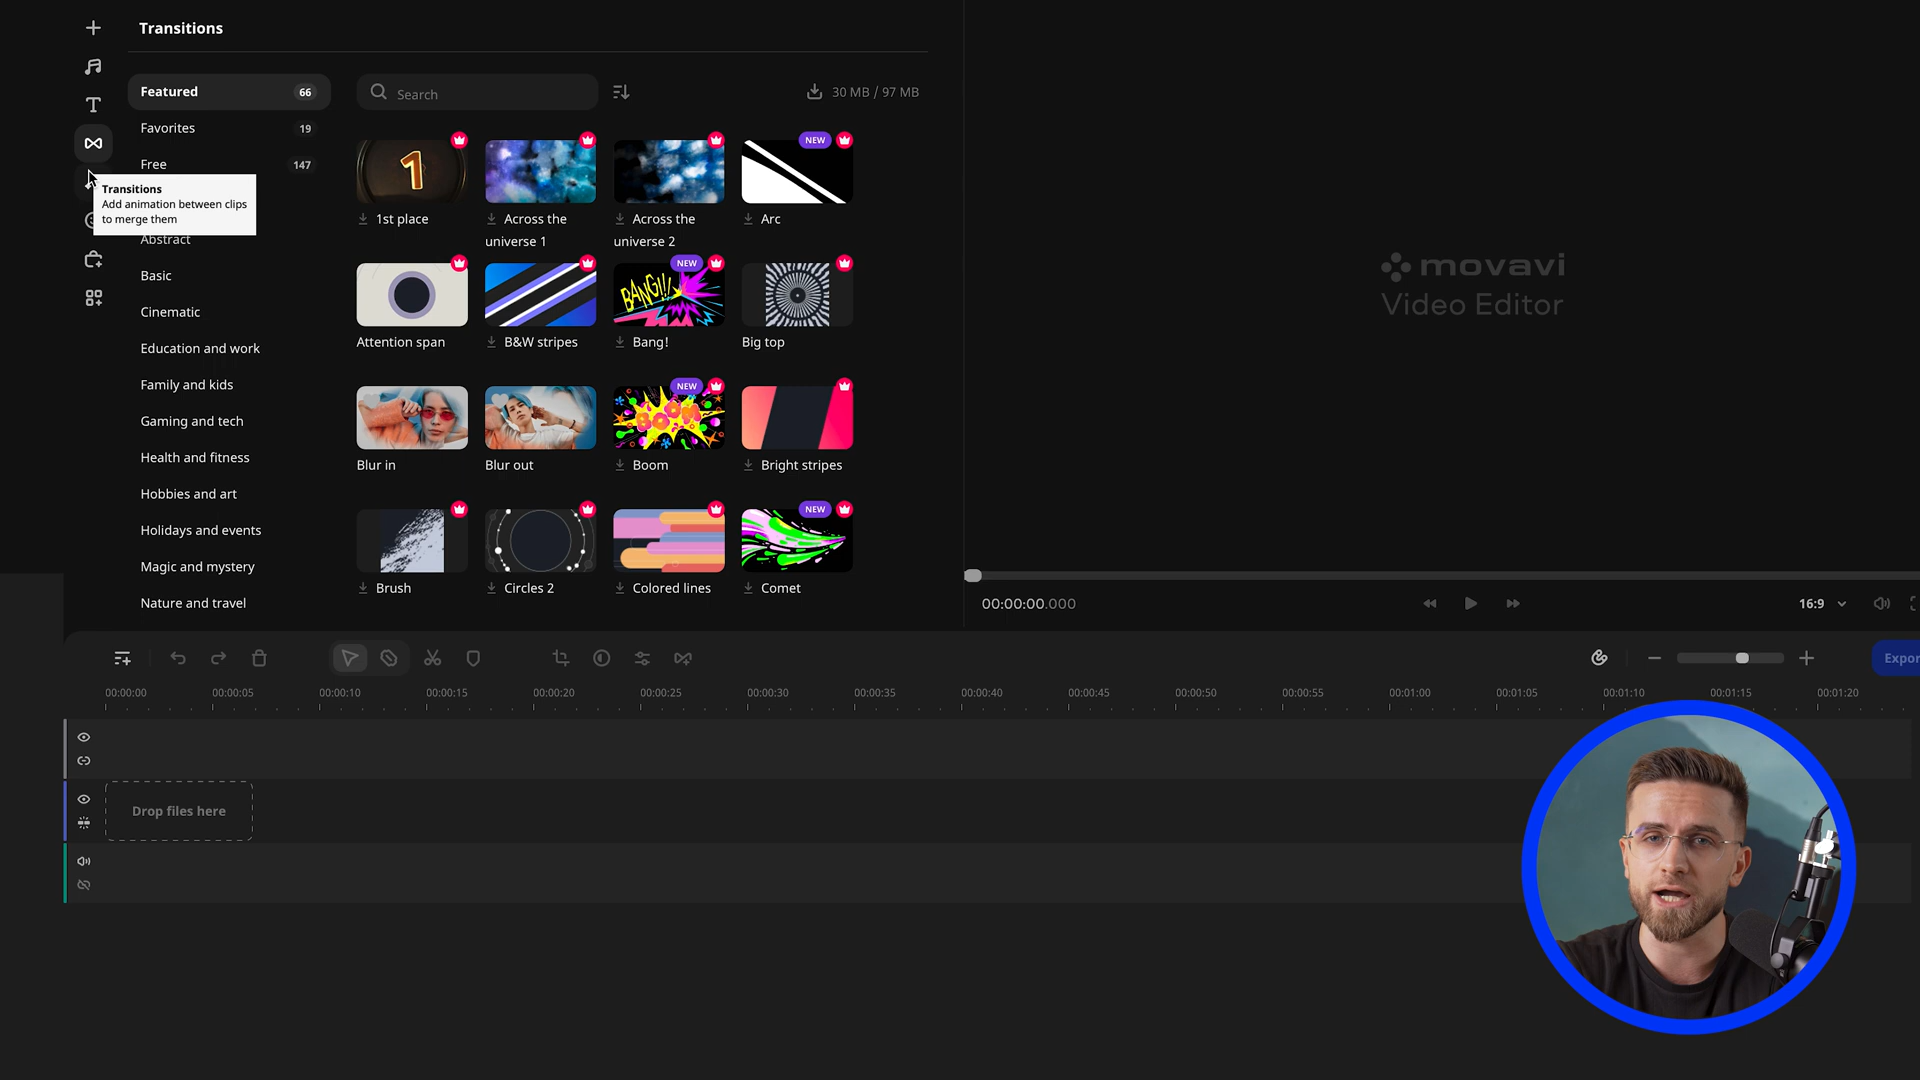 Transitions
Featured 66
Search
30 MB / 97 MB
Favorites 19
Free 147
Transitions
Add animation between clips
to merge them
Abstract
Basic
Cinematic
Education and work
Family and kids
Gaming and tech
Health and fitness
Hobbies and art
Holidays and events
Magic and mystery
Nature and travel
1
NEW
1st place
Across the
universe 1
Across the
universe 2
Arc
NEW
BANG!!!
Attention span
B&W stripes
Bang!
Big top
NEW
BOOM
Blur in
Blur out
Boom
Bright stripes
NEW
Brush
Circles 2
Colored lines
Comet
movavi
Video Editor
00:00:00.000
16:9
Expor
00:00:00 00:00:05 00:00:10 00:00:15 00:00:20 00:00:25 00:00:30 00:00:35 00:00:40 00:00:45 00:00:50 00:00:55 00:01:00 00:01:05 00:01:10 00:01:15 00:01:20
Drop files here